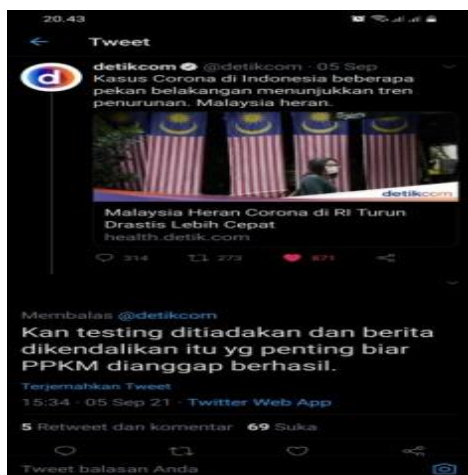 20.43
Tweet
detikcom @detikcom · 05 Sep
Kasus Corona di Indonesia beberapa
pekan belakangan menunjukkan tren
penurunan. Malaysia heran.
detikcom
Malaysia Heran Corona di RI Turun
Drastis Lebih Cepat
health.detik.com
314 273 871
Membalas @detikcom
Kan testing ditiadakan dan berita
dikendalikan itu yg penting biar
PPKM dianggap berhasil.
Terjemahkan Tweet
15:34 · 05 Sep 21 · Twitter Web App
5 Retweet dan komentar 69 Suka
Tweet balasan Anda